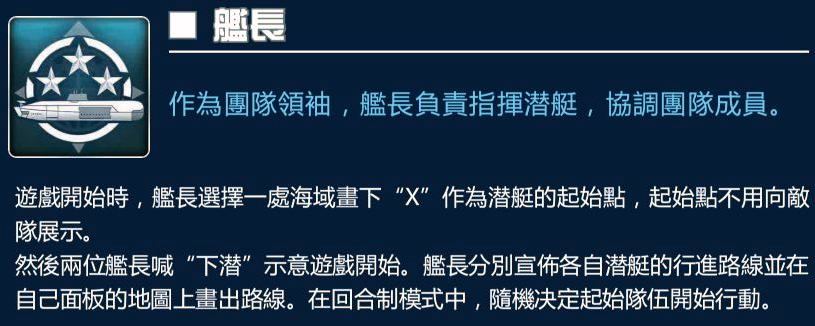 艦長
作為團隊領袖，艦長負責指揮潜艇，協調團隊成員。
遊戲開始時，艦長選擇一處海域畫下“X”作為潜艇的起始點，起始點不用向敵
隊展示。
然後兩位艦長喊“下潜”示意遊戲開始。艦長分別宣佈各自潜艇的行進路線並在
自己面板的地圖上畫出路線。在回合制模式中，隨機决定起始隊伍開始行動。